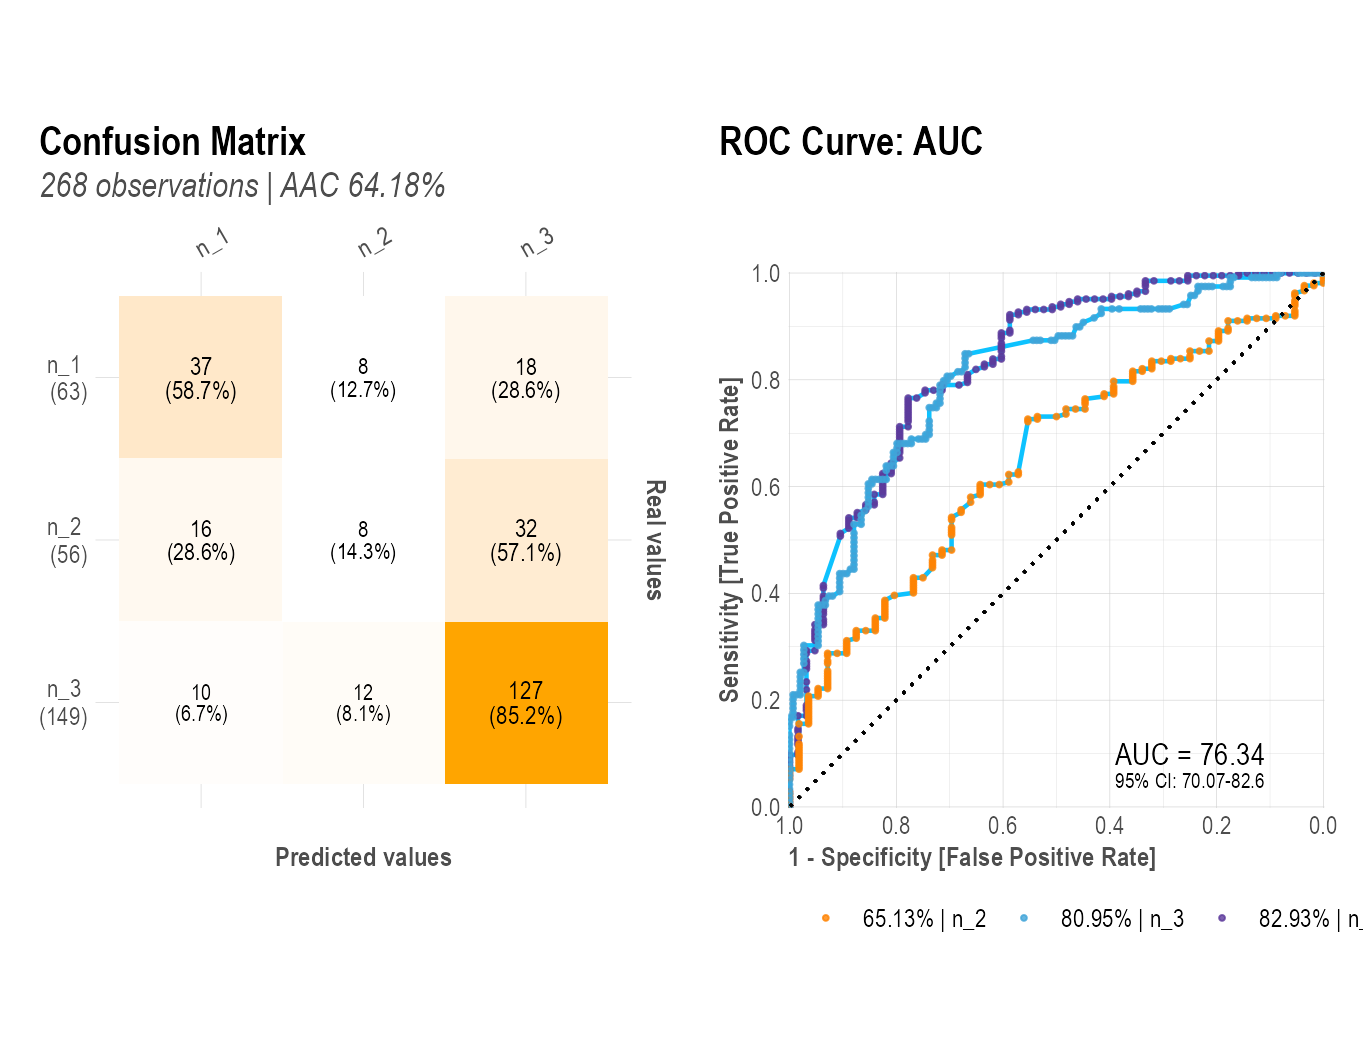 Confusion Matrix
268 observations | AAC 64.18%
n_1
n_2
n_3
n_1
(63)
37
(58.7%)
8
(12.7%)
18
(28.6%)
n_2
(56)
16
(28.6%)
8
(14.3%)
32
(57.1%)
n_3
(149)
10
(6.7%)
12
(8.1%)
127
(85.2%)
Real values
Predicted values
ROC Curve: AUC
Sensitivity [True Positive Rate]
1.0
0.8
0.6
0.4
0.2
0.0
AUC = 76.34
95% CI: 70.07-82.6
1.0
0.8
0.6
0.4
0.2
0.0
1 - Specificity [False Positive Rate]
65.13% | n_2
80.95% | n_3
82.93% | n_